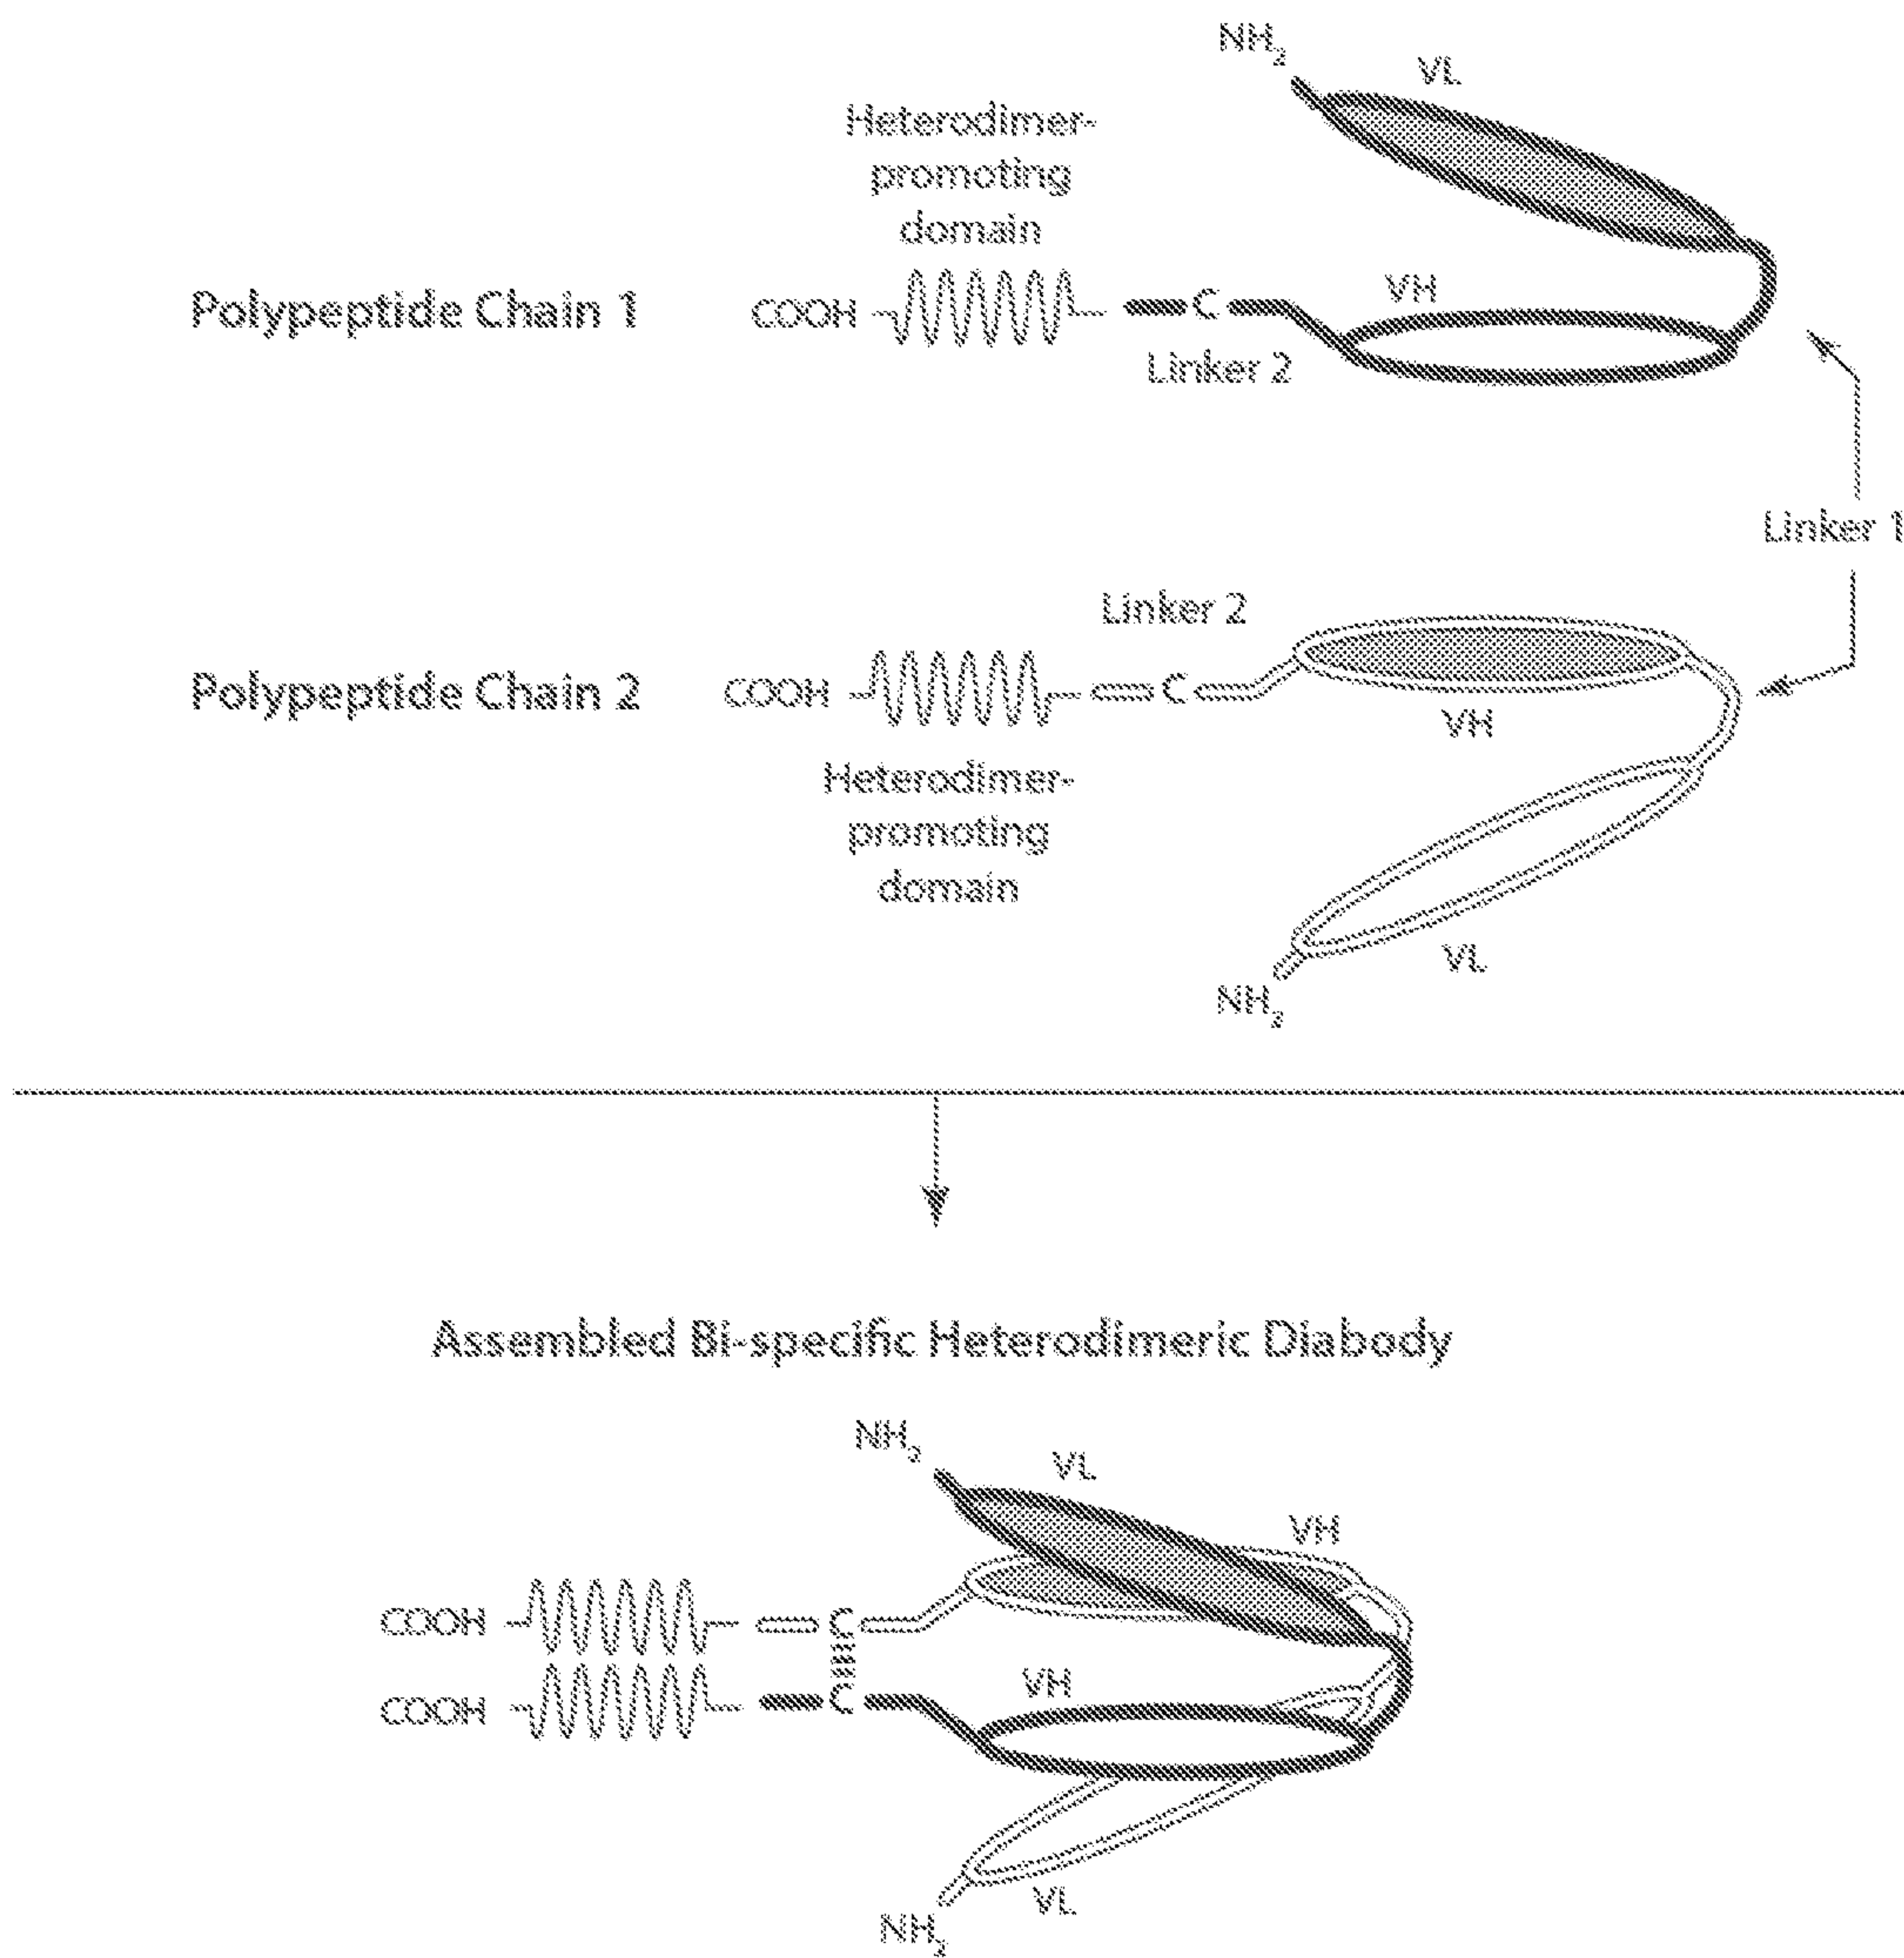 NH2
VL
Heterodimer-
promoting
domain
Polypeptide Chain 1
COOH
C
VH
Linker 2
Linker 1
Linker 2
Polypeptide Chain 2
COOH
C
VH
Heterodimer-
promoting
domain
VL
NH2
Assembled Bi-specific Heterodimeric Diabody
NH2
VL
VH
COOH
C
COOH
C
VH
VL
NH2